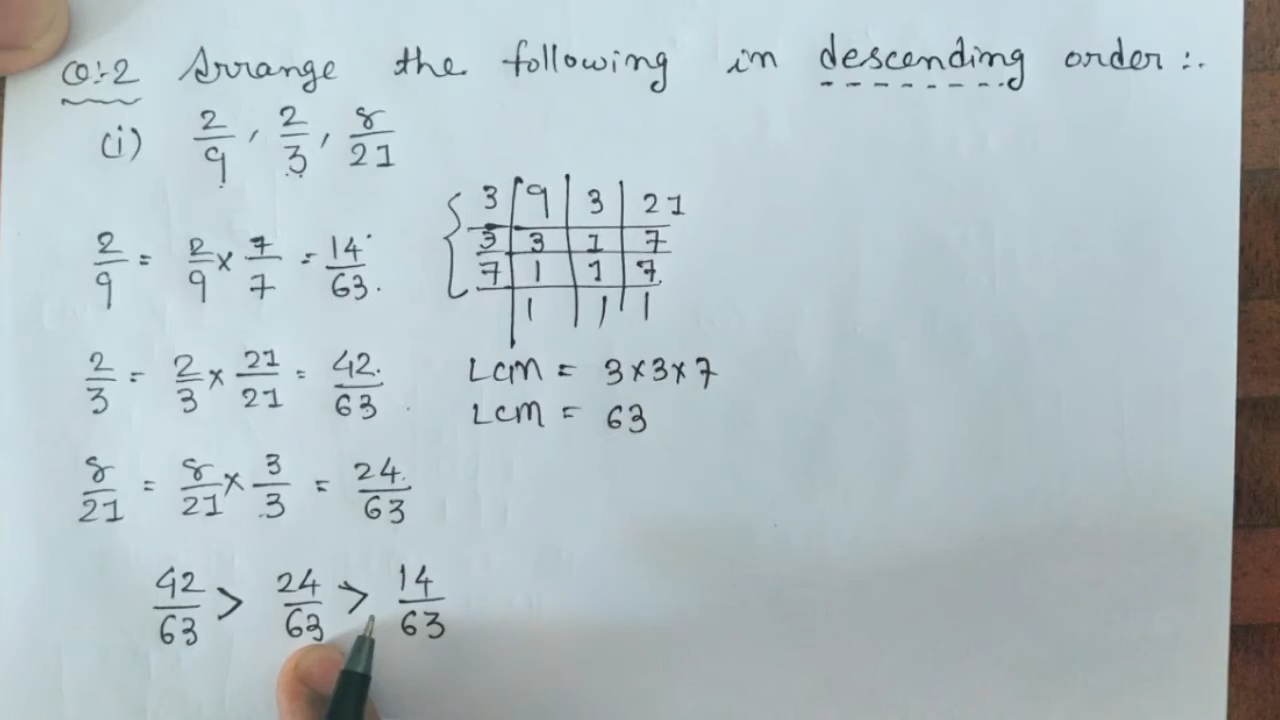 Q:-2 Arrange the following in descending order :-
(i) 2/9, 2/3, 8/21
2/9 = 2/9 × 7/7 = 14/63
3 | 9 | 3 | 21
3 | 3 | 1 | 7
7 | 1 | 1 | 7
| 1 | 1 | 1
2/3 = 2/3 × 21/21 = 42/63
LCM = 3×3×7
LCM = 63
8/21 = 8/21 × 3/3 = 24/63
42/63 > 24/63 > 14/63